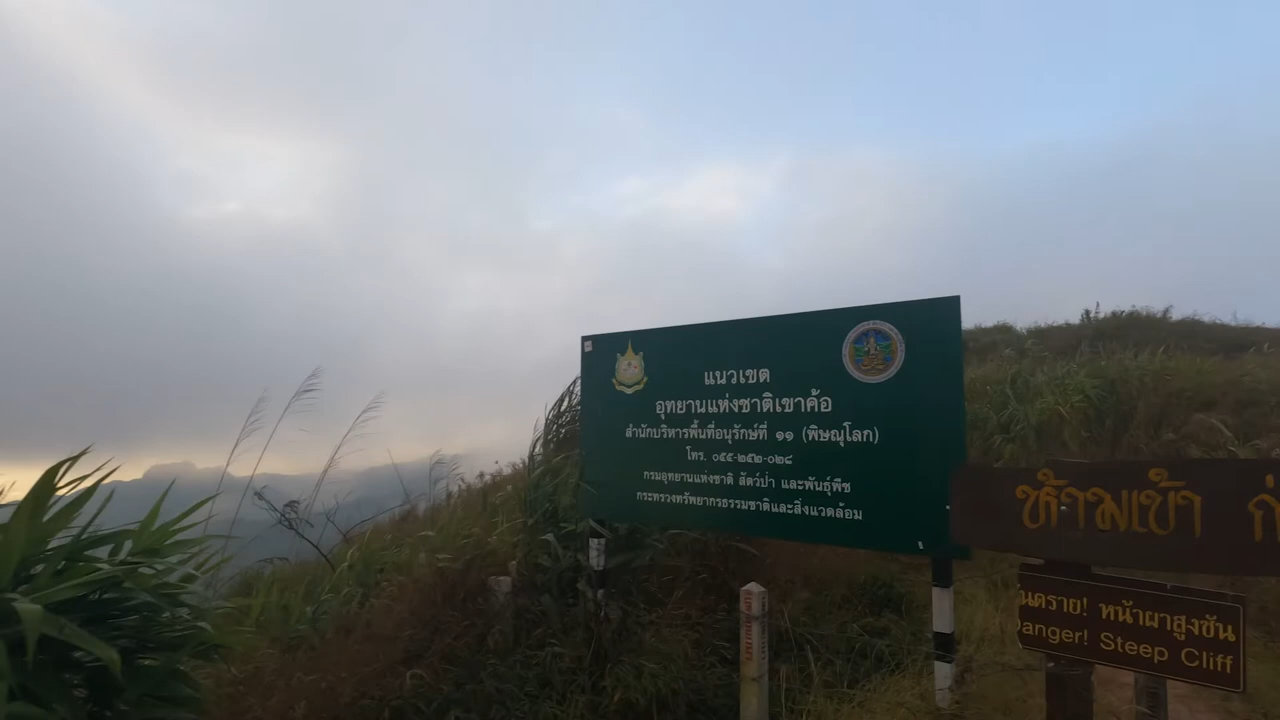 แนวเขต
อุทยานแห่งชาติเขาค้อ
สำนักบริหารพื้นที่อนุรักษ์ที่ ๑๑ (พิษณุโลก)
โทร. ๐๕๕-๒๕๒-๐๒๘
กรมอุทยานแห่งชาติ สัตว์ป่า และพันธุ์พืช
กระทรวงทรัพยากรธรรมชาติและสิ่งแวดล้อม
ห้ามเข้า
นตราย! หน้าผาสูงชัน
Danger! Steep Cliff